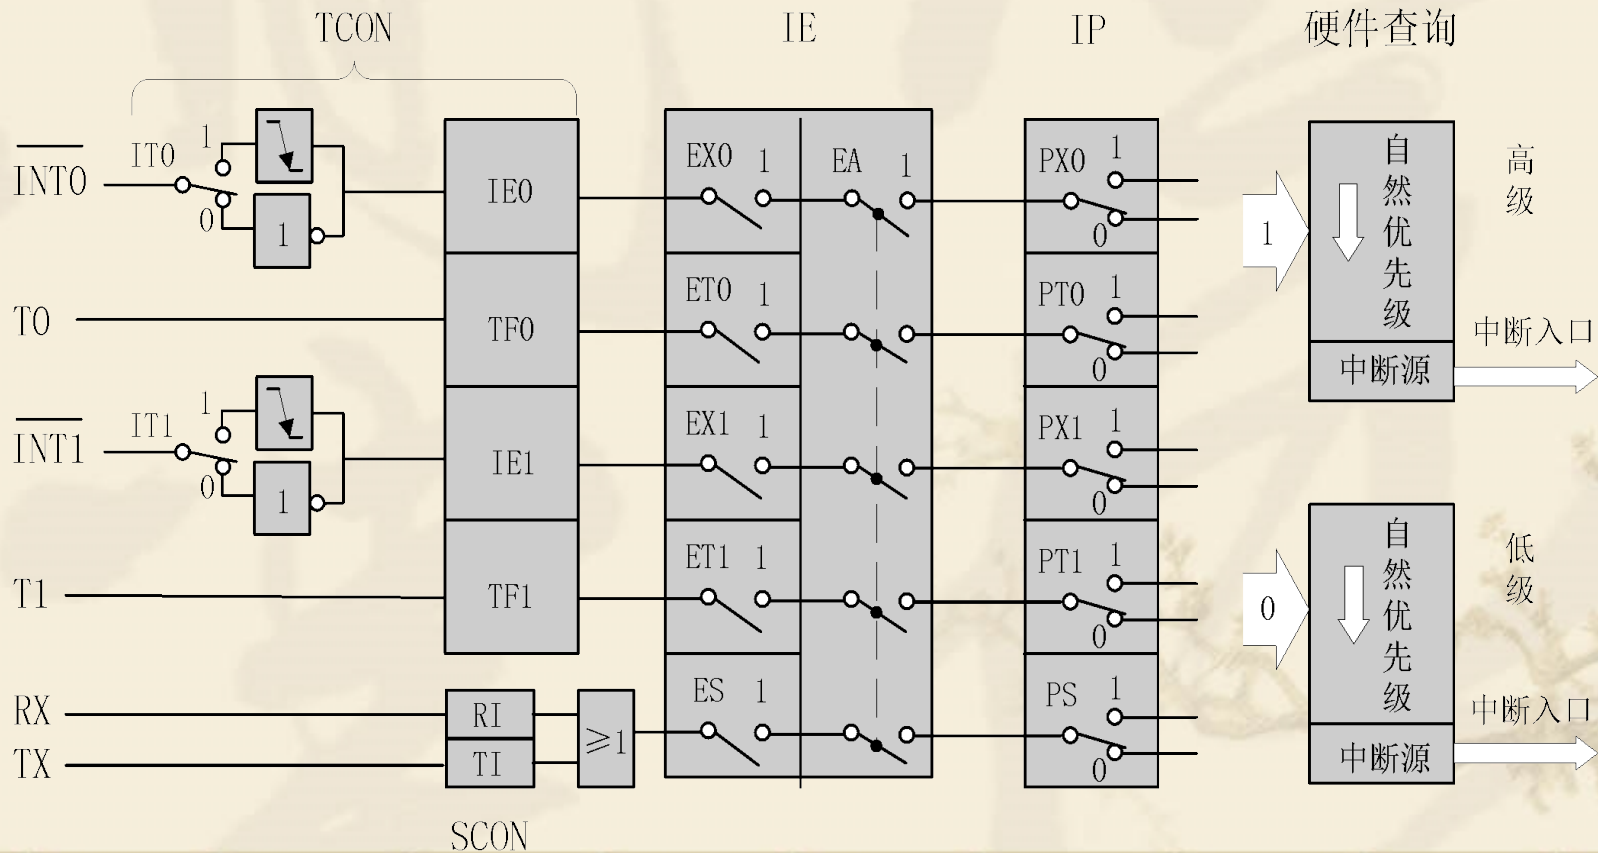 TCON
IE
IP
硬件查询
INT0
IT0
1
0
1
IE0
EX0
1
EA
1
PX0
1
0
1
自然优先级
高级
T0
TF0
ET0
1
PT0
1
0
中断源
中断入口
INT1
IT1
1
0
1
IE1
EX1
1
PX1
1
0
T1
TF1
ET1
1
PT1
1
0
0
自然优先级
低级
RX
TX
RI
TI
≥1
ES
1
PS
1
0
中断源
中断入口
SCON